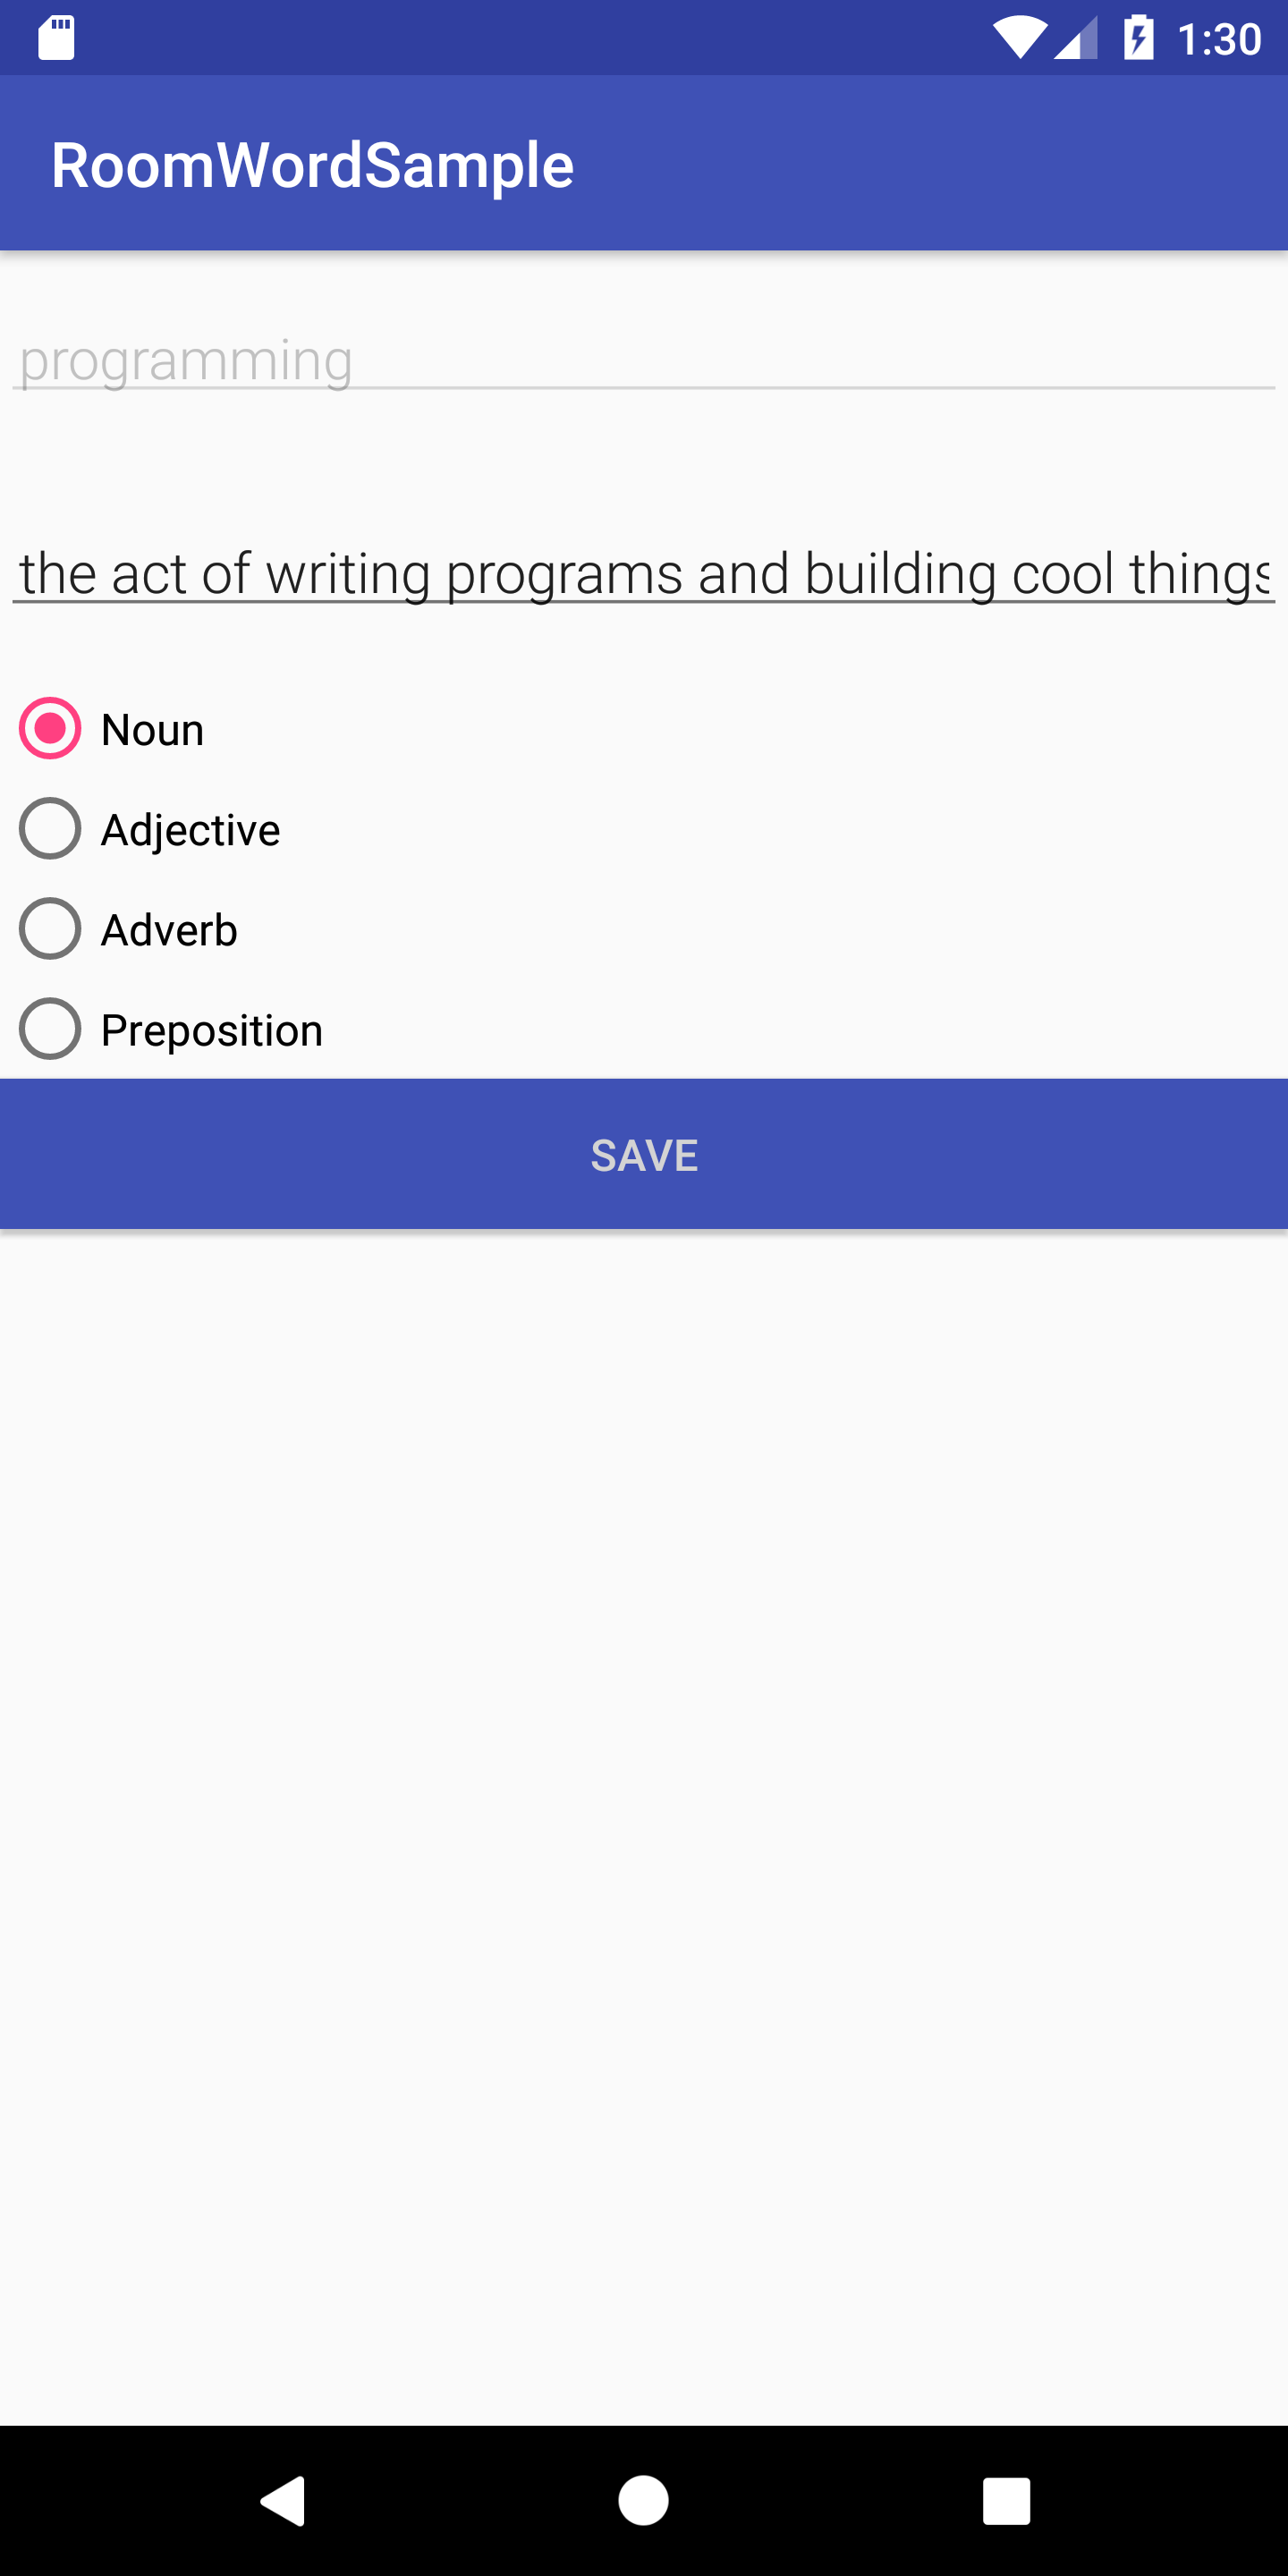 1:30
RoomWordSample
programming
the act of writing programs and building cool things
Noun
Adjective
Adverb
Preposition
SAVE